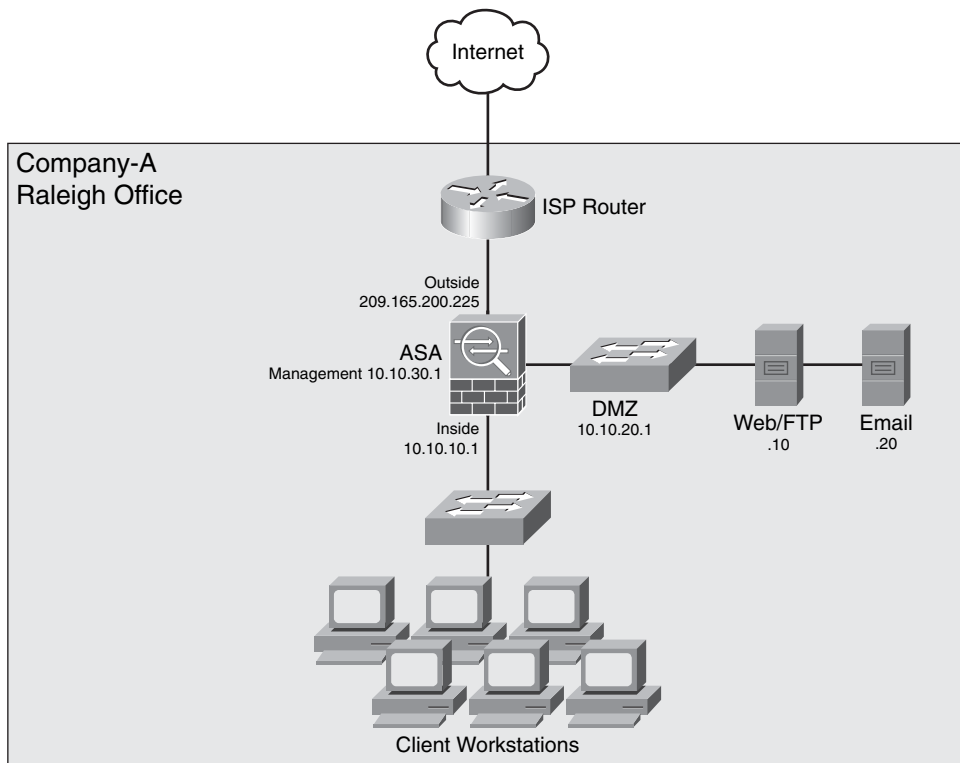 Internet
Company-A
Raleigh Office
ISP Router
Outside
209.165.200.225
ASA
Management 10.10.30.1
Inside
10.10.10.1
DMZ
10.10.20.1
Web/FTP
.10
Email
.20
Client Workstations